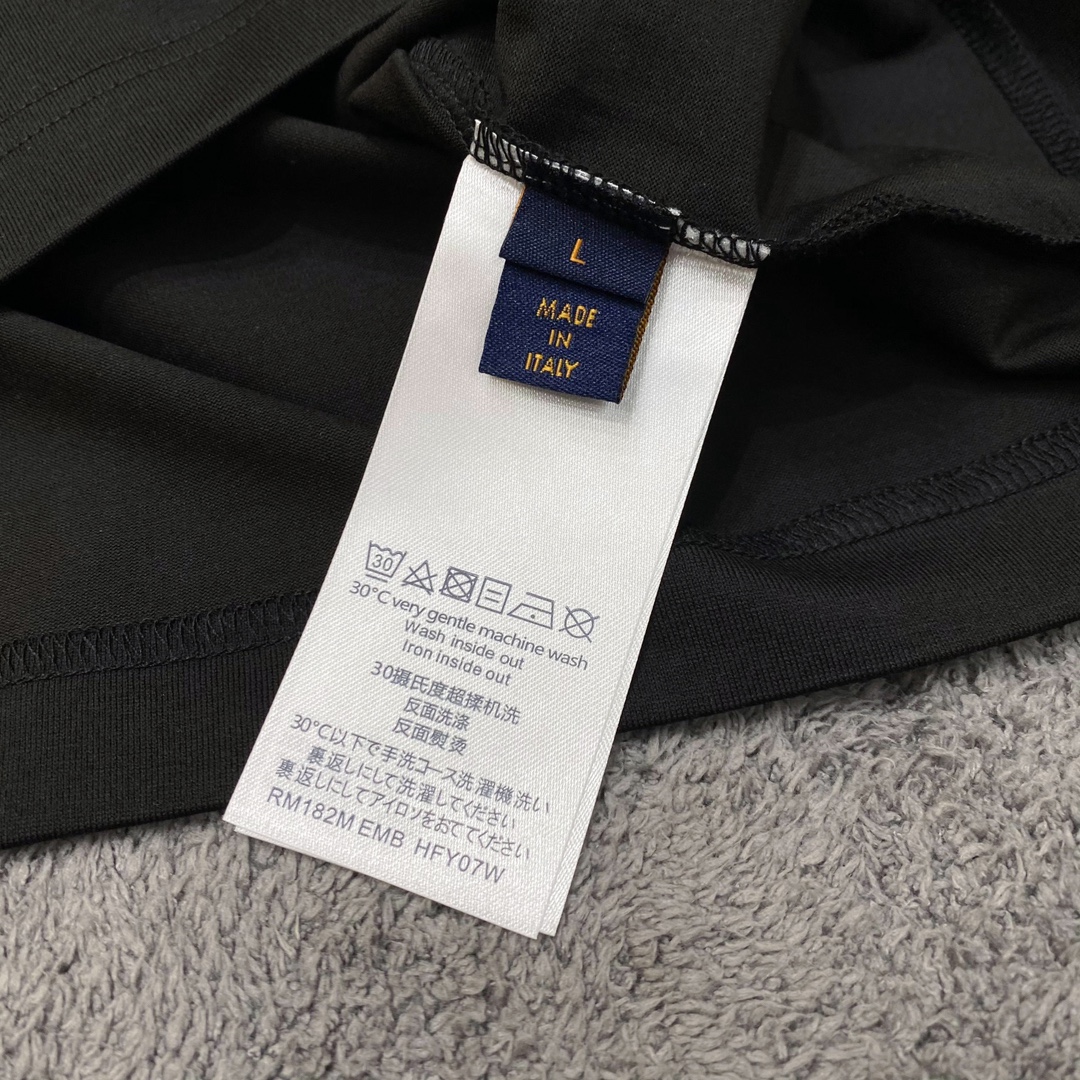 L
MADE
IN
ITALY
30
30°C very gentle machine wash
Wash inside out
Iron inside out
30摄氏度超揉机洗
反面洗涤
反面熨烫
30℃以下で手洗コース洗濯機洗い
裏返しにして洗濯してください
裏返しにしてアイロンをおててください
RM182M EMB HFY07W